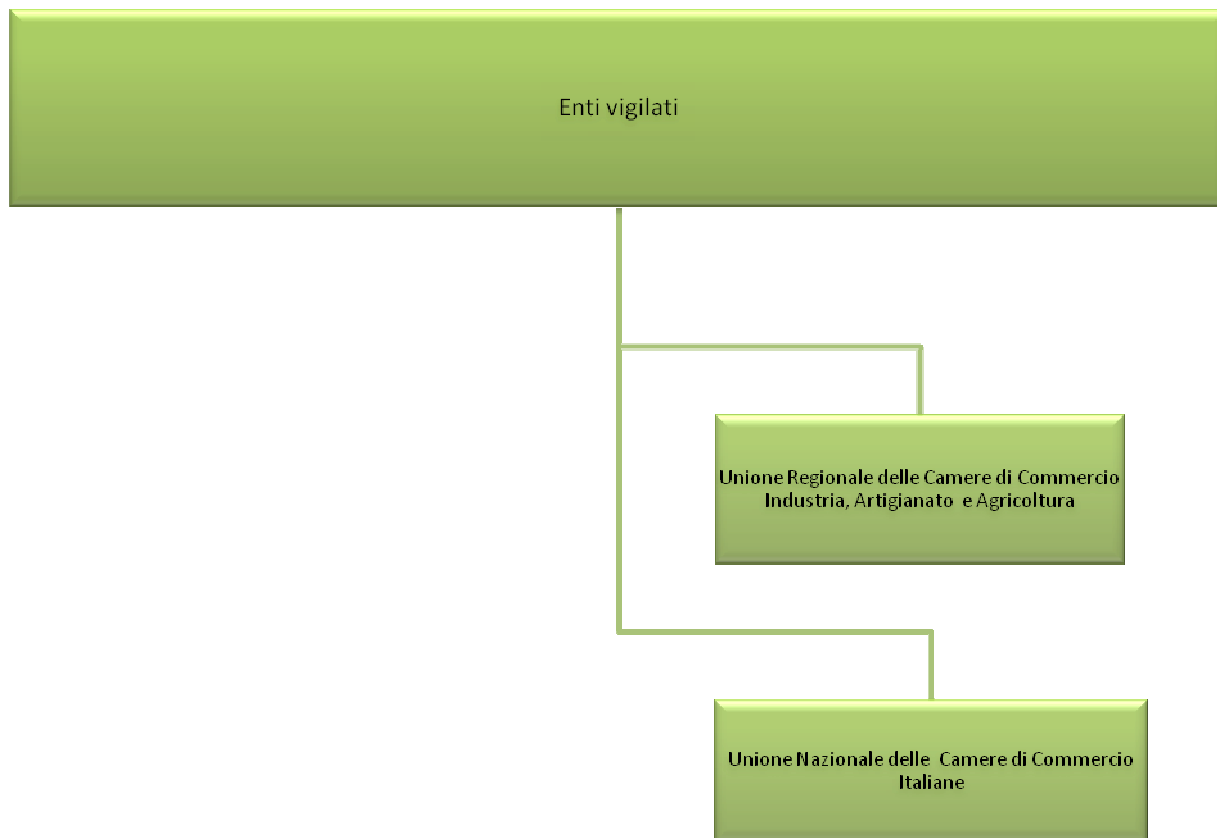 Enti vigilati
Unione Regionale delle Camere di Commercio
Industria, Artigianato e Agricoltura
Unione Nazionale delle Camere di Commercio
Italiane